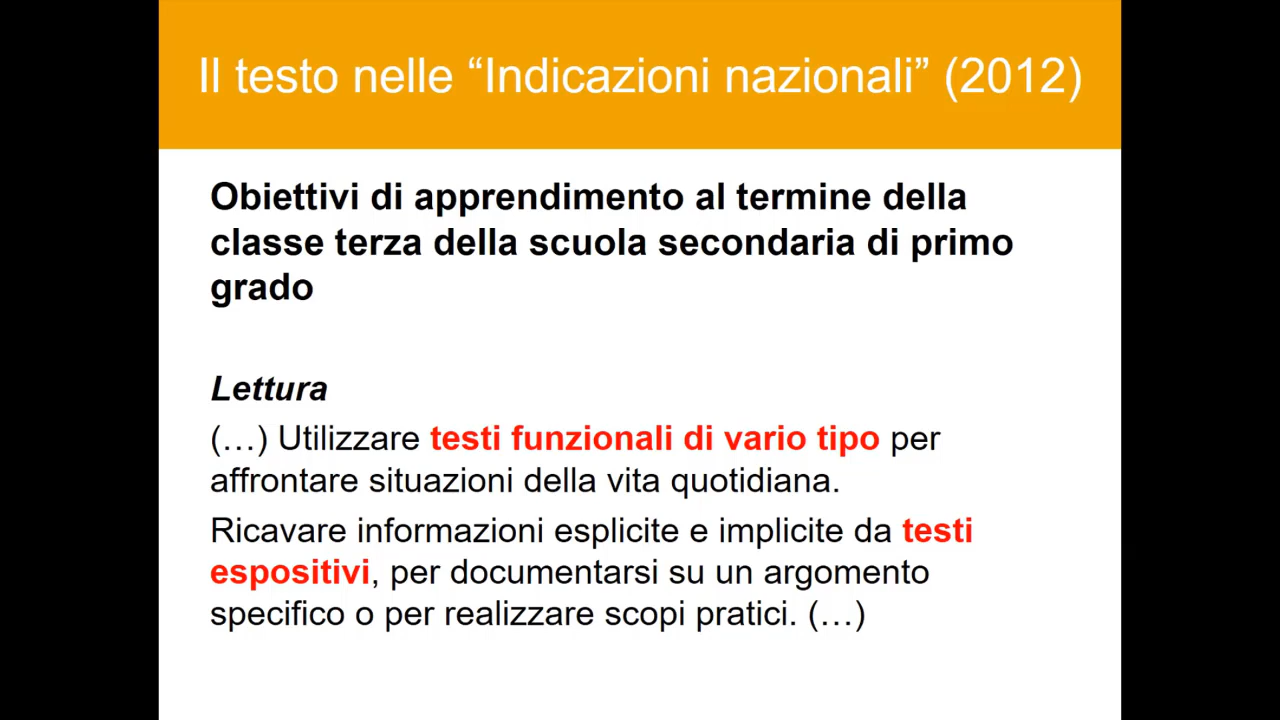 Il testo nelle “Indicazioni nazionali” (2012)
Obiettivi di apprendimento al termine della
classe terza della scuola secondaria di primo
grado
Lettura
(…) Utilizzare testi funzionali di vario tipo per
affrontare situazioni della vita quotidiana.
Ricavare informazioni esplicite e implicite da testi
espositivi, per documentarsi su un argomento
specifico o per realizzare scopi pratici. (…)